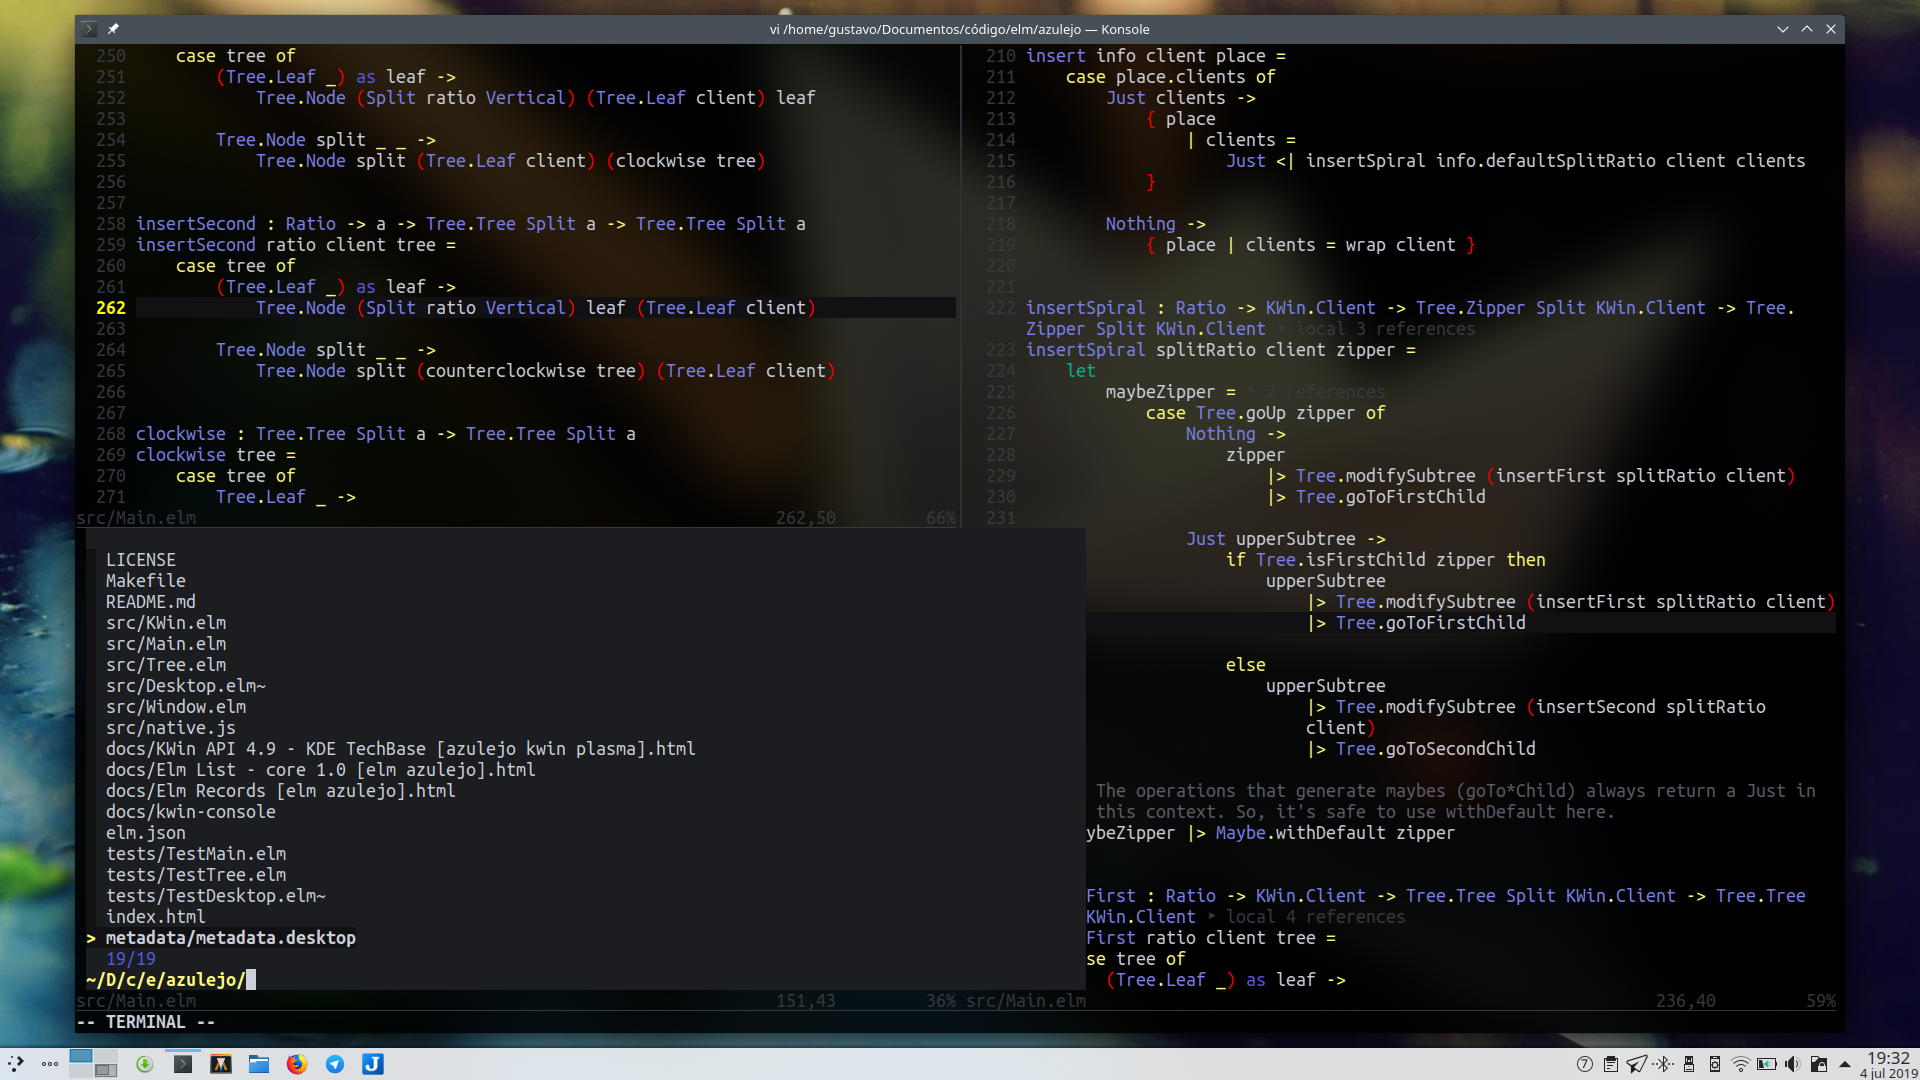 vi /home/gustavo/Documentos/código/elm/azulejo — Konsole
250     case tree of
251         (Tree.Leaf _) as leaf ->
252             Tree.Node (Split ratio Vertical) (Tree.Leaf client) leaf
253
254         Tree.Node split _ _ ->
255             Tree.Node split (Tree.Leaf client) (clockwise tree)
256
257
258 insertSecond : Ratio -> a -> Tree.Tree Split a -> Tree.Tree Split a
259 insertSecond ratio client tree =
260     case tree of
261         (Tree.Leaf _) as leaf ->
262             Tree.Node (Split ratio Vertical) leaf (Tree.Leaf client)
263
264         Tree.Node split _ _ ->
265             Tree.Node split (counterclockwise tree) (Tree.Leaf client)
266
267
268 clockwise : Tree.Tree Split a -> Tree.Tree Split a
269 clockwise tree =
270     case tree of
271         Tree.Leaf _ ->
src/Main.elm 262,50 66%
LICENSE
Makefile
README.md
src/KWin.elm
src/Main.elm
src/Tree.elm
src/Desktop.elm~
src/Window.elm
src/native.js
docs/KWin API 4.9 - KDE TechBase [azulejo kwin plasma].html
docs/Elm List - core 1.0 [elm azulejo].html
docs/Elm Records [elm azulejo].html
docs/kwin-console
elm.json
tests/TestMain.elm
tests/TestTree.elm
tests/TestDesktop.elm~
index.html
> metadata/metadata.desktop
19/19
~/D/c/e/azulejo/
src/Main.elm 151,43 36%
210 insert info client place =
211     case place.clients of
212         Just clients ->
213             { place
214                 | clients =
215                     Just <| insertSpiral info.defaultSplitRatio client clients
216             }
217
218         Nothing ->
219             { place | clients = wrap client }
220
221
222 insertSpiral : Ratio -> KWin.Client -> Tree.Zipper Split KWin.Client -> Tree.
Zipper Split KWin.Client ‣ local 3 references
223 insertSpiral splitRatio client zipper =
224     let
225         maybeZipper = ‣ 2 references
226             case Tree.goUp zipper of
227                 Nothing ->
228                     zipper
229                         |> Tree.modifySubtree (insertFirst splitRatio client)
230                         |> Tree.goToFirstChild
231
Just upperSubtree ->
if Tree.isFirstChild zipper then
upperSubtree
|> Tree.modifySubtree (insertFirst splitRatio client)
|> Tree.goToFirstChild
else
upperSubtree
|> Tree.modifySubtree (insertSecond splitRatio
client)
|> Tree.goToSecondChild
The operations that generate maybes (goTo*Child) always return a Just in
this context. So, it's safe to use withDefault here.
ybeZipper |> Maybe.withDefault zipper
First : Ratio -> KWin.Client -> Tree.Tree Split KWin.Client -> Tree.Tree
KWin.Client ‣ local 4 references
First ratio client tree =
se tree of
(Tree.Leaf _) as leaf ->
src/Main.elm 236,40 59%
-- TERMINAL --
7
19:32
4 jul 2019